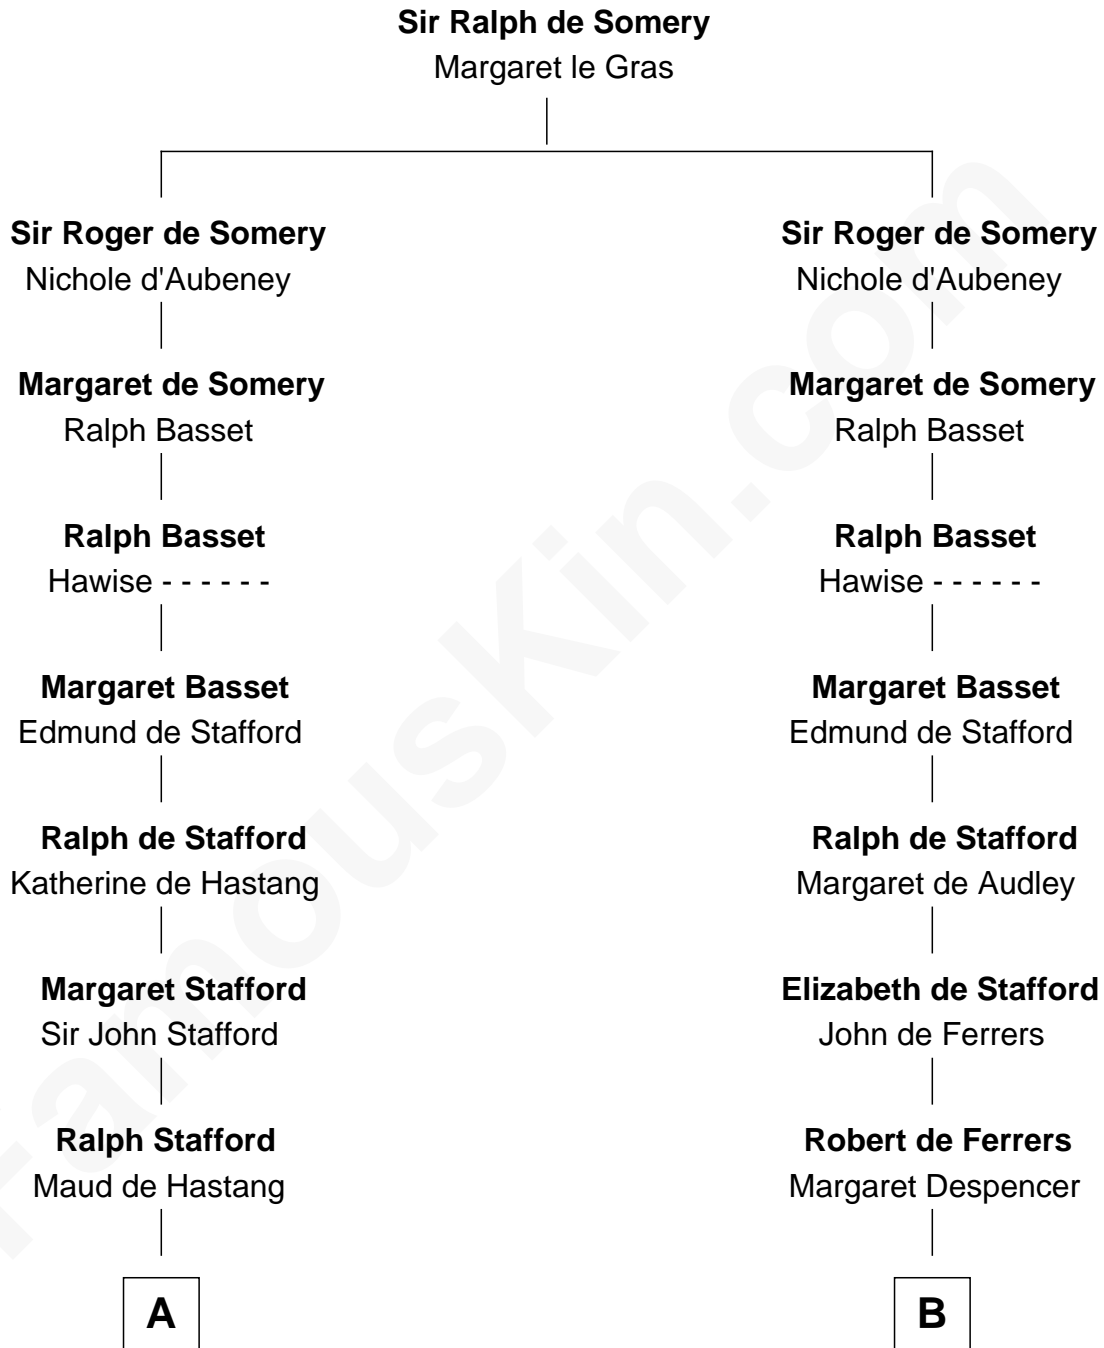 Sir Ralph de Somery
Margaret le Gras
Sir Roger de Somery
Nichole d'Aubeney
Margaret de Somery
Ralph Basset
Ralph Basset
Hawise - - - - - -
Margaret Basset
Edmund de Stafford
Ralph de Stafford
Katherine de Hastang
Margaret Stafford
Sir John Stafford
Ralph Stafford
Maud de Hastang
A
Sir Roger de Somery
Nichole d'Aubeney
Margaret de Somery
Ralph Basset
Ralph Basset
Hawise - - - - - -
Margaret Basset
Edmund de Stafford
Ralph de Stafford
Margaret de Audley
Elizabeth de Stafford
John de Ferrers
Robert de Ferrers
Margaret Despencer
B
FamousKin.com